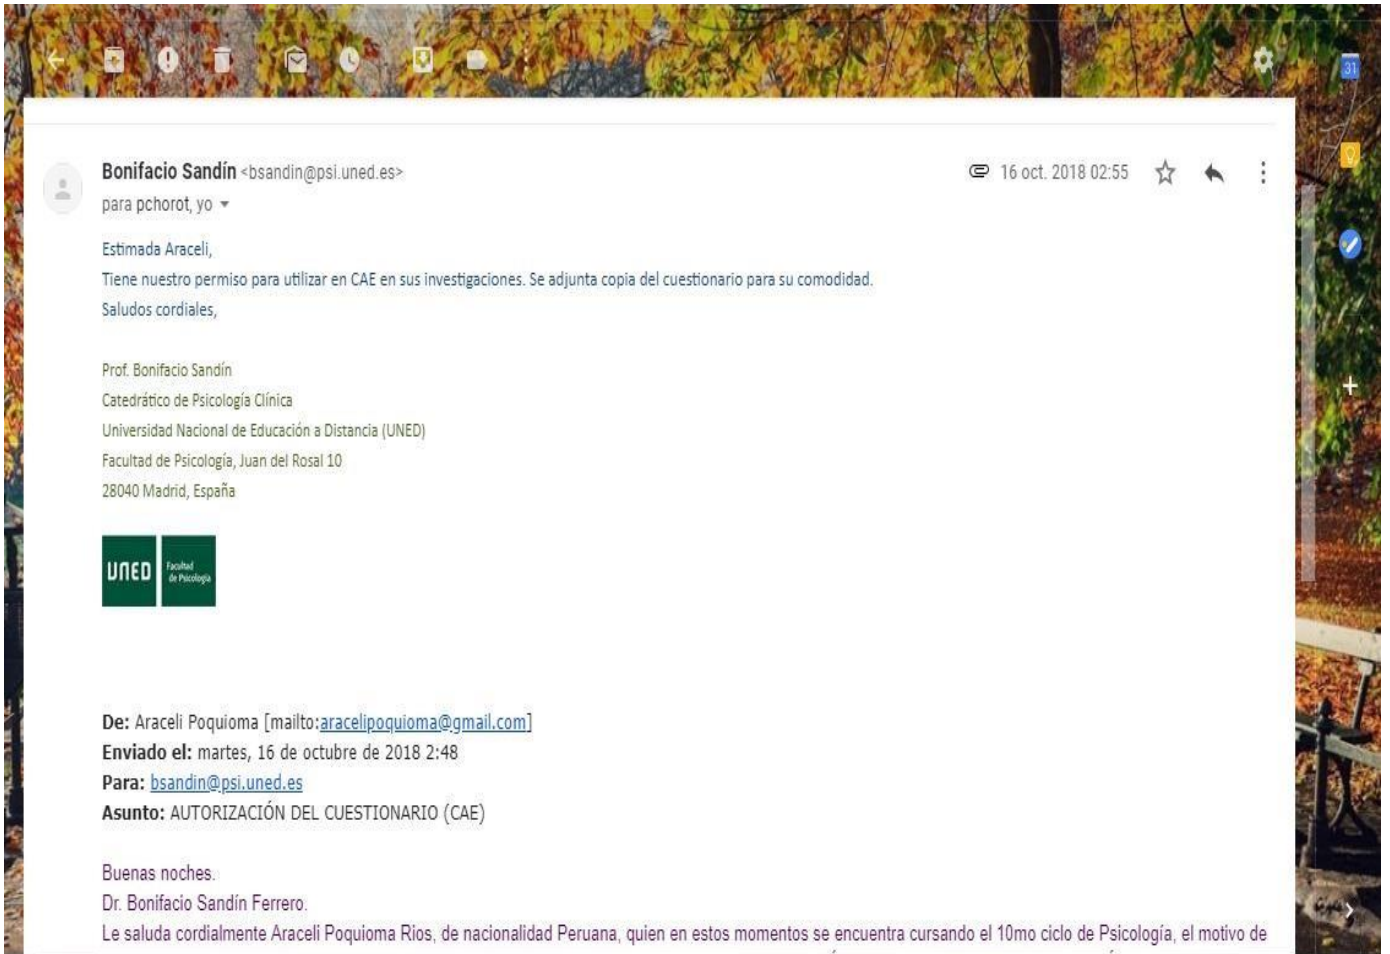 31
Bonifacio Sandín <bsandin@psi.uned.es>
16 oct. 2018 02:55
para pchorot, yo
Estimada Araceli,
Tiene nuestro permiso para utilizar en CAE en sus investigaciones. Se adjunta copia del cuestionario para su comodidad.
Saludos cordiales,
Prof. Bonifacio Sandín
Catedrático de Psicología Clínica
Universidad Nacional de Educación a Distancia (UNED)
Facultad de Psicología, Juan del Rosal 10
28040 Madrid, España
UNED
Facultad
de Psicología
De: Araceli Poquioma [mailto:aracelipoquioma@gmail.com]
Enviado el: martes, 16 de octubre de 2018 2:48
Para: bsandin@psi.uned.es
Asunto: AUTORIZACIÓN DEL CUESTIONARIO (CAE)
Buenas noches.
Dr. Bonifacio Sandín Ferrero.
Le saluda cordialmente Araceli Poquioma Rios, de nacionalidad Peruana, quien en estos momentos se encuentra cursando el 10mo ciclo de Psicología, el motivo de